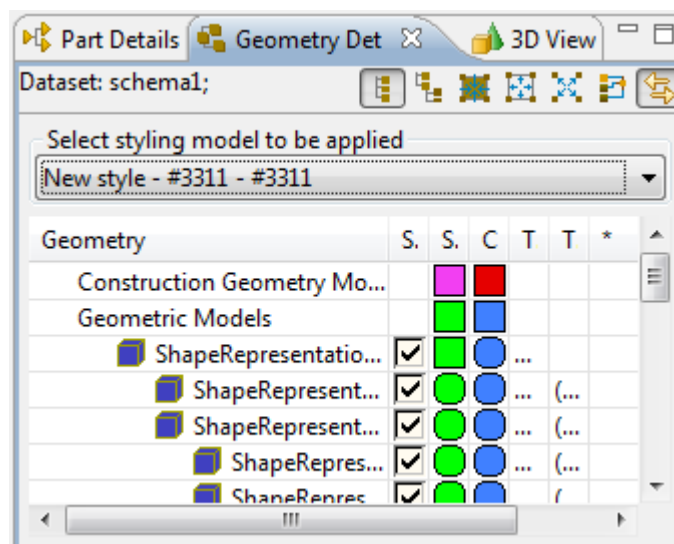 Part Details Geometry Det 3D View
Dataset: schema1;
Select styling model to be applied
New style - #3311 - #3311
Geometry S. S. C T T *
Construction Geometry Mo...
Geometric Models
ShapeRepresentatio... ...
ShapeRepresent... ... (...
ShapeRepresent... ... (...
ShapeRepres... ... (...
ShapeRepres ... (